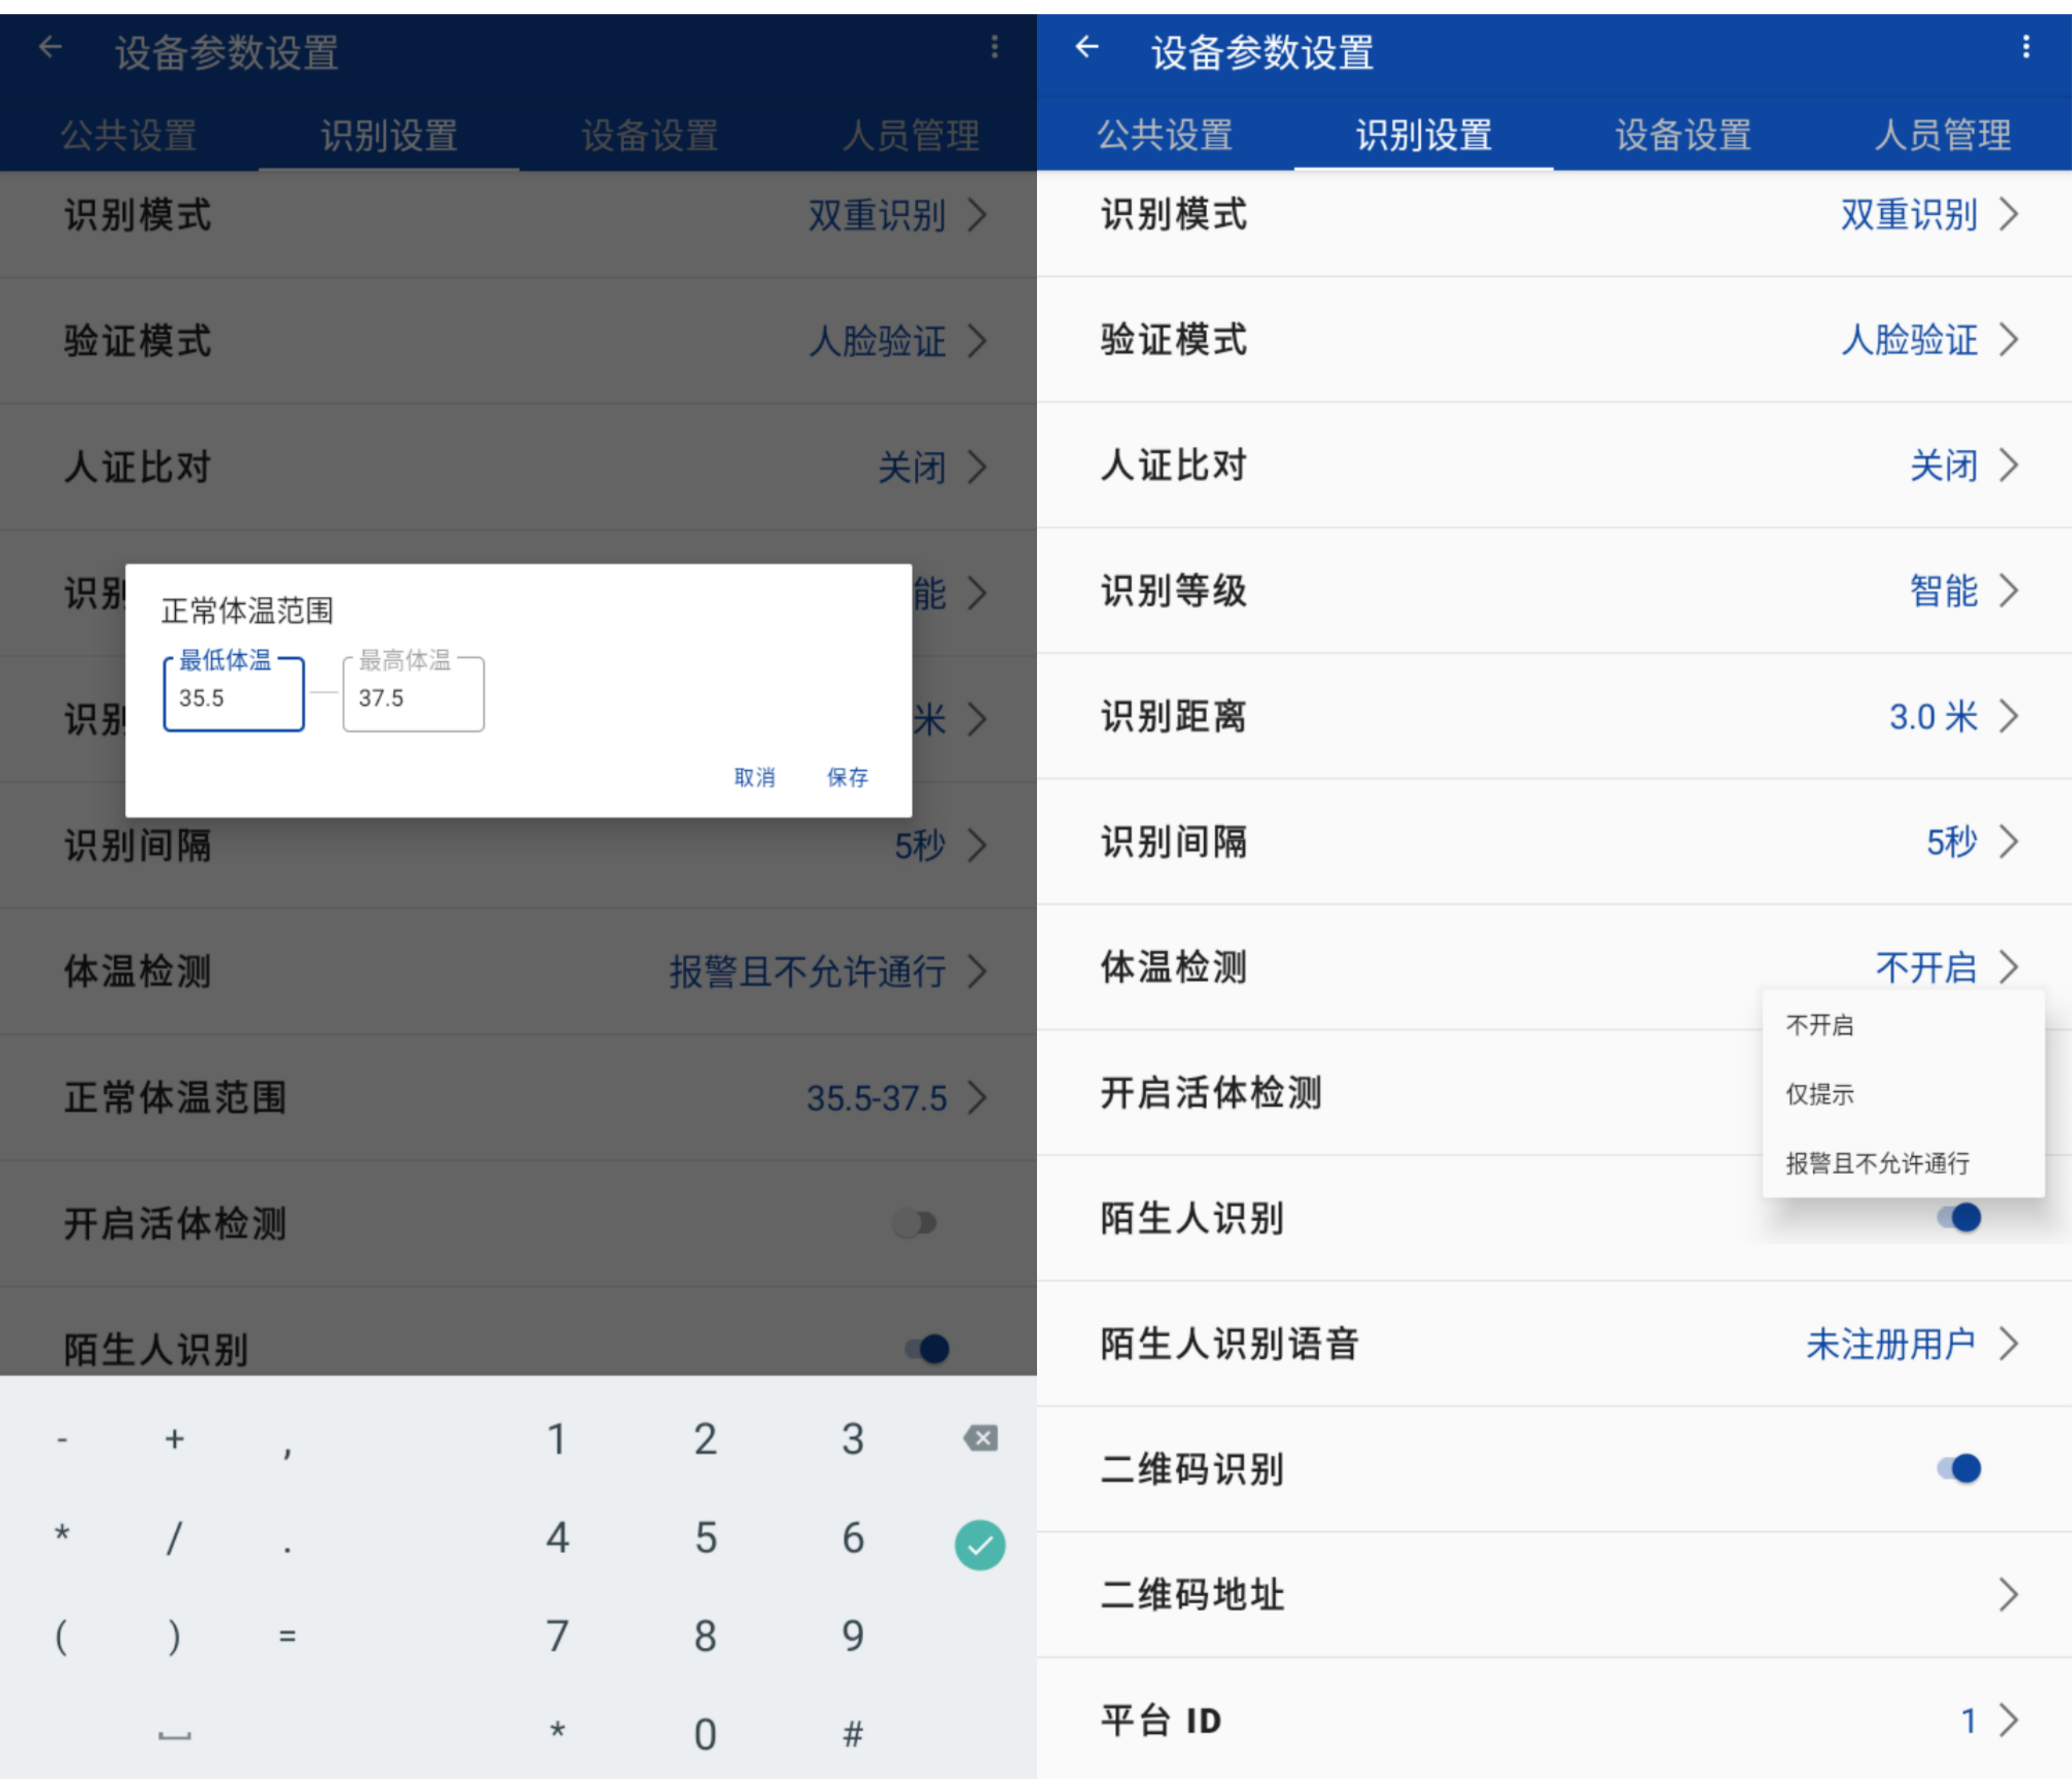 设备参数设置
公共设置 识别设置 设备设置 人员管理
识别模式 双重识别
验证模式 人脸验证
人证比对 关闭
识别 能
正常体温范围
最低体温 最高体温
35.5 37.5
识别 米
取消 保存
识别间隔 5秒
体温检测 报警且不允许通行
正常体温范围 35.5-37.5
开启活体检测
陌生人识别
- + , 1 2 3
* / . 4 5 6
( ) = 7 8 9
* 0 #
设备参数设置
公共设置 识别设置 设备设置 人员管理
识别模式 双重识别
验证模式 人脸验证
人证比对 关闭
识别等级 智能
识别距离 3.0 米
识别间隔 5秒
体温检测 不开启
不开启
开启活体检测 仅提示
报警且不允许通行
陌生人识别
陌生人识别语音 未注册用户
二维码识别
二维码地址
平台 ID 1